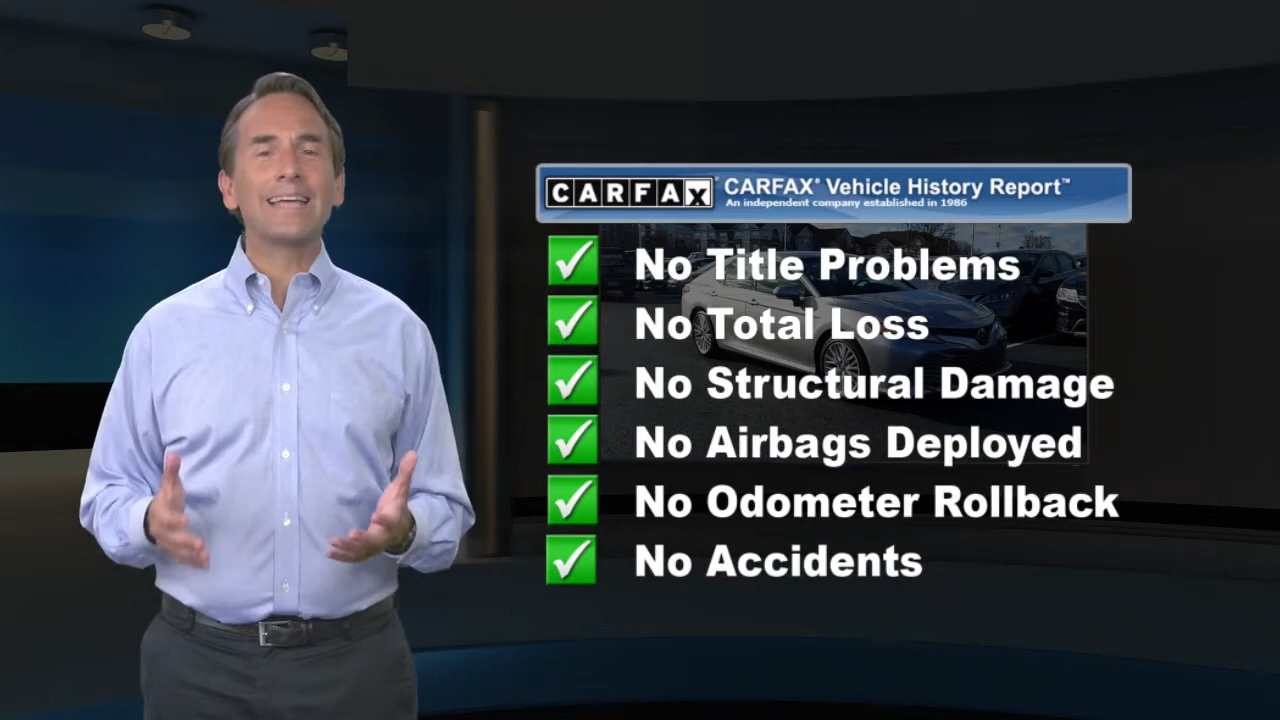 CARFAX® CARFAX® Vehicle History Report™
An independent company established in 1986
No Title Problems
No Total Loss
No Structural Damage
No Airbags Deployed
No Odometer Rollback
No Accidents